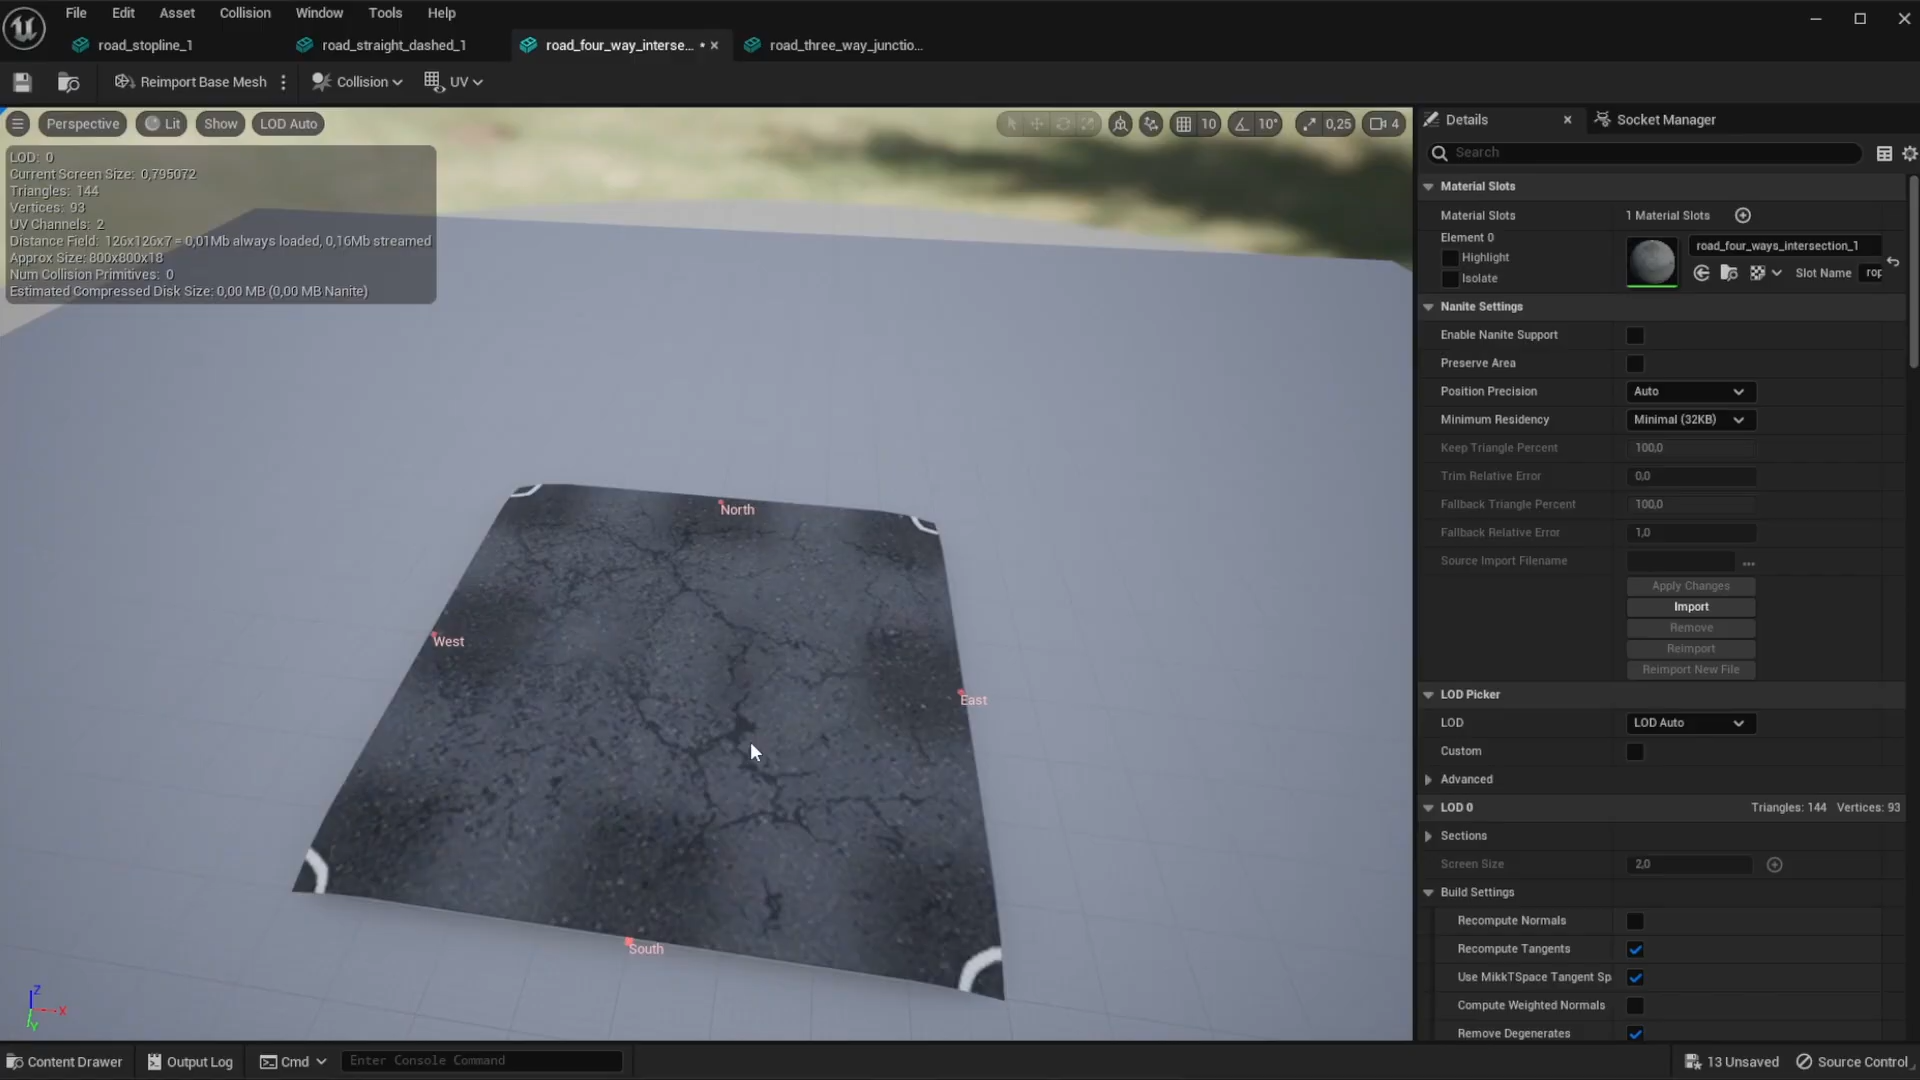 File Edit Asset Collision Window Tools Help
road_stopline_1 road_straight_dashed_1 road_four_way_interse... • × road_three_way_junctio...
Reimport Base Mesh Collision UV
Perspective Lit Show LOD Auto 10 10° 0,25 4
LOD: 0
Current Screen Size: 0,795072
Triangles: 144
Vertices: 93
UV Channels: 2
Distance Field: 126x126x7 = 0,01Mb always loaded, 0,16Mb streamed
Approx Size: 800x800x18
Num Collision Primitives: 0
Estimated Compressed Disk Size: 0,00 MB (0,00 MB Nanite)
North
West
East
South
Z
X
Y
Details × Socket Manager
Search
Material Slots
Material Slots 1 Material Slots
Element 0
Highlight
Isolate
road_four_ways_intersection_1
Slot Name
Nanite Settings
Enable Nanite Support
Preserve Area
Position Precision Auto
Minimum Residency Minimal (32KB)
Keep Triangle Percent 100,0
Trim Relative Error 0,0
Fallback Triangle Percent 100,0
Fallback Relative Error 1,0
Source Import Filename ...
Apply Changes
Import
Remove
Reimport
Reimport New File
LOD Picker
LOD LOD Auto
Custom
Advanced
LOD 0 Triangles: 144 Vertices: 93
Sections
Screen Size 2,0
Build Settings
Recompute Normals
Recompute Tangents
Use MikkTSpace Tangent Sp
Compute Weighted Normals
Remove Degenerates
Content Drawer Output Log Cmd Enter Console Command 13 Unsaved Source Control